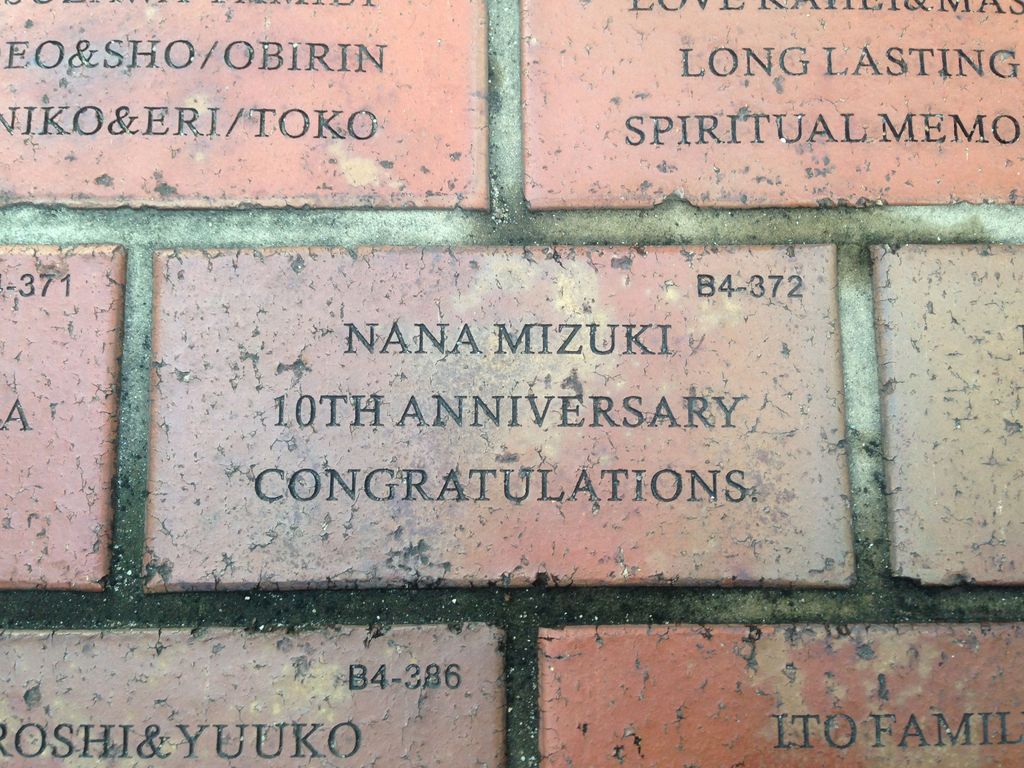 EO&SHO/OBIRIN
NIKO&ERI/TOKO
LONG LASTING
SPIRITUAL MEMO
-371
A
B4-372
NANA MIZUKI
10TH ANNIVERSARY
CONGRATULATIONS.
B4-386
ROSHI&YUUKO
ITO FAMIL